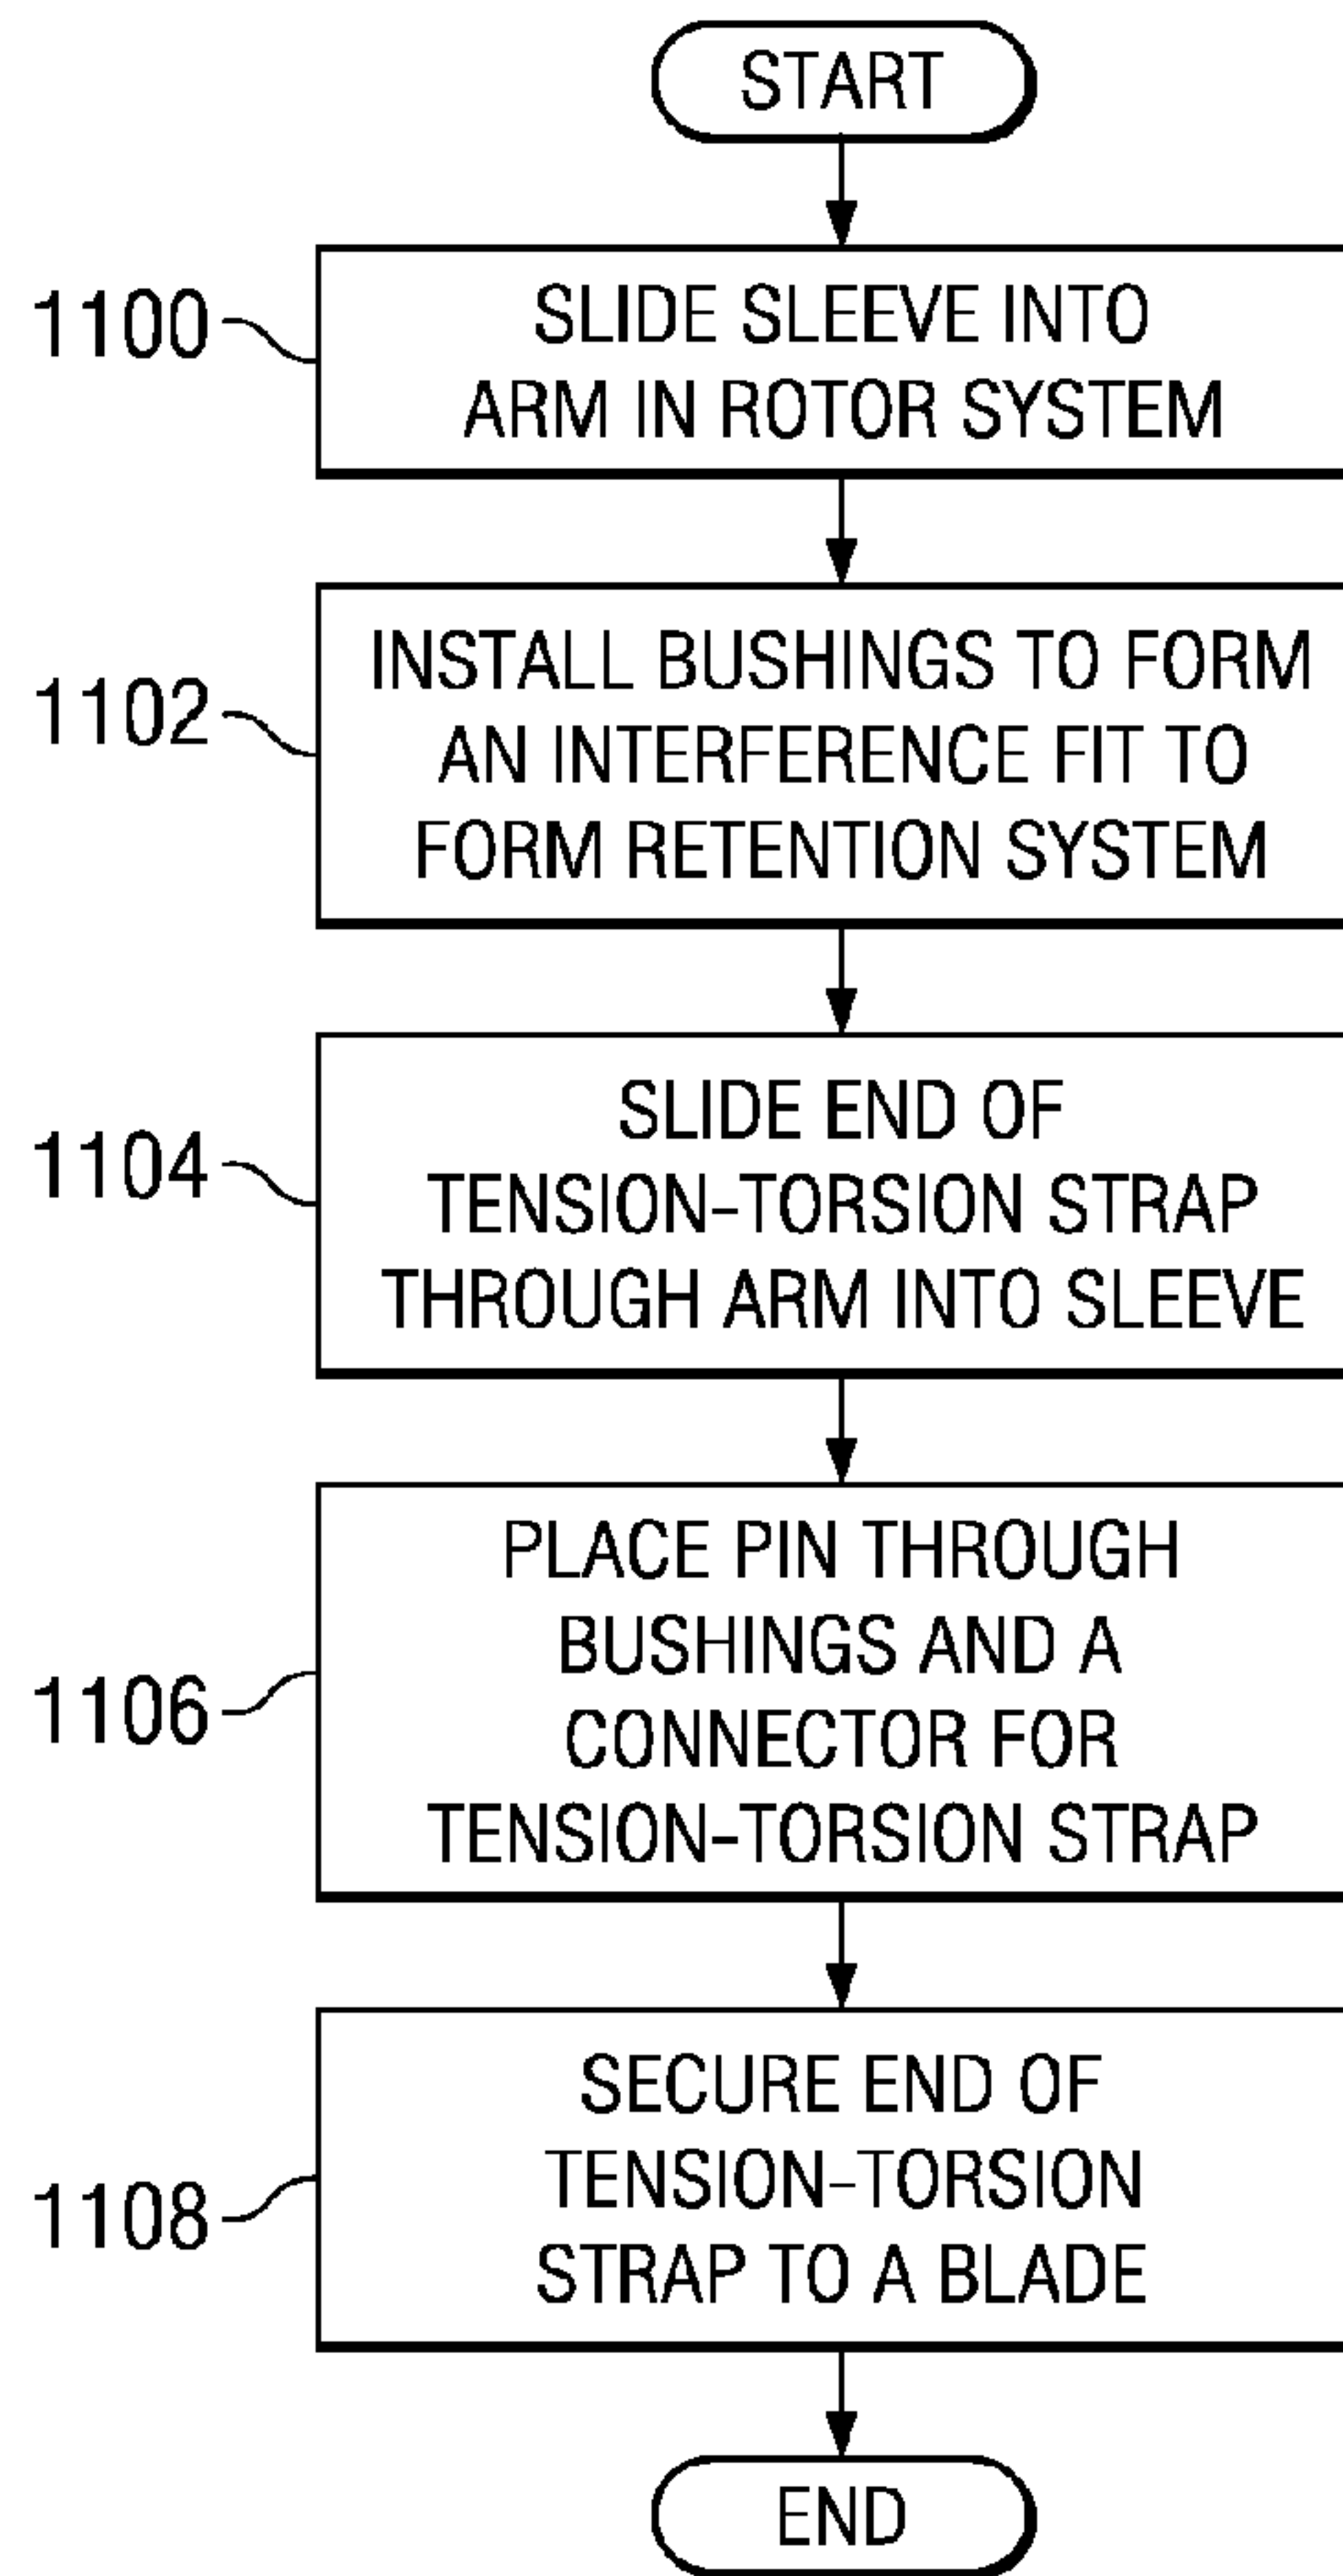 START
1100
SLIDE SLEEVE INTO
ARM IN ROTOR SYSTEM
1102
INSTALL BUSHINGS TO FORM
AN INTERFERENCE FIT TO
FORM RETENTION SYSTEM
1104
SLIDE END OF
TENSION-TORSION STRAP
THROUGH ARM INTO SLEEVE
1106
PLACE PIN THROUGH
BUSHINGS AND A
CONNECTOR FOR
TENSION-TORSION STRAP
1108
SECURE END OF
TENSION-TORSION
STRAP TO A BLADE
END